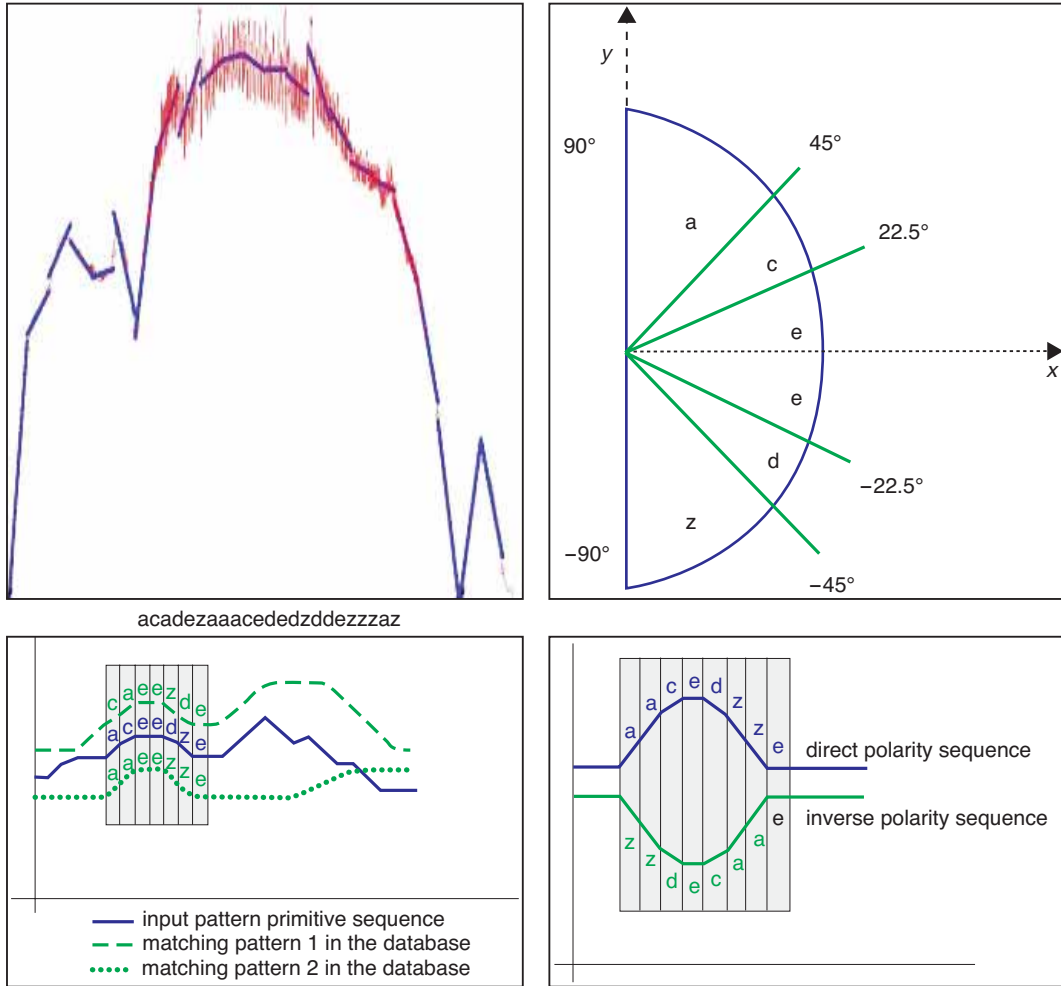 y
90°
45°
a
22.5°
c
e
x
e
d
−22.5°
z
−90°
−45°
acadezaaacededzddezzzaz
c a e e z d e
a c e e d z e
a a e e z z e
input pattern primitive sequence
matching pattern 1 in the database
matching pattern 2 in the database
a a c e d z z e
direct polarity sequence
z z d e c a a e
inverse polarity sequence